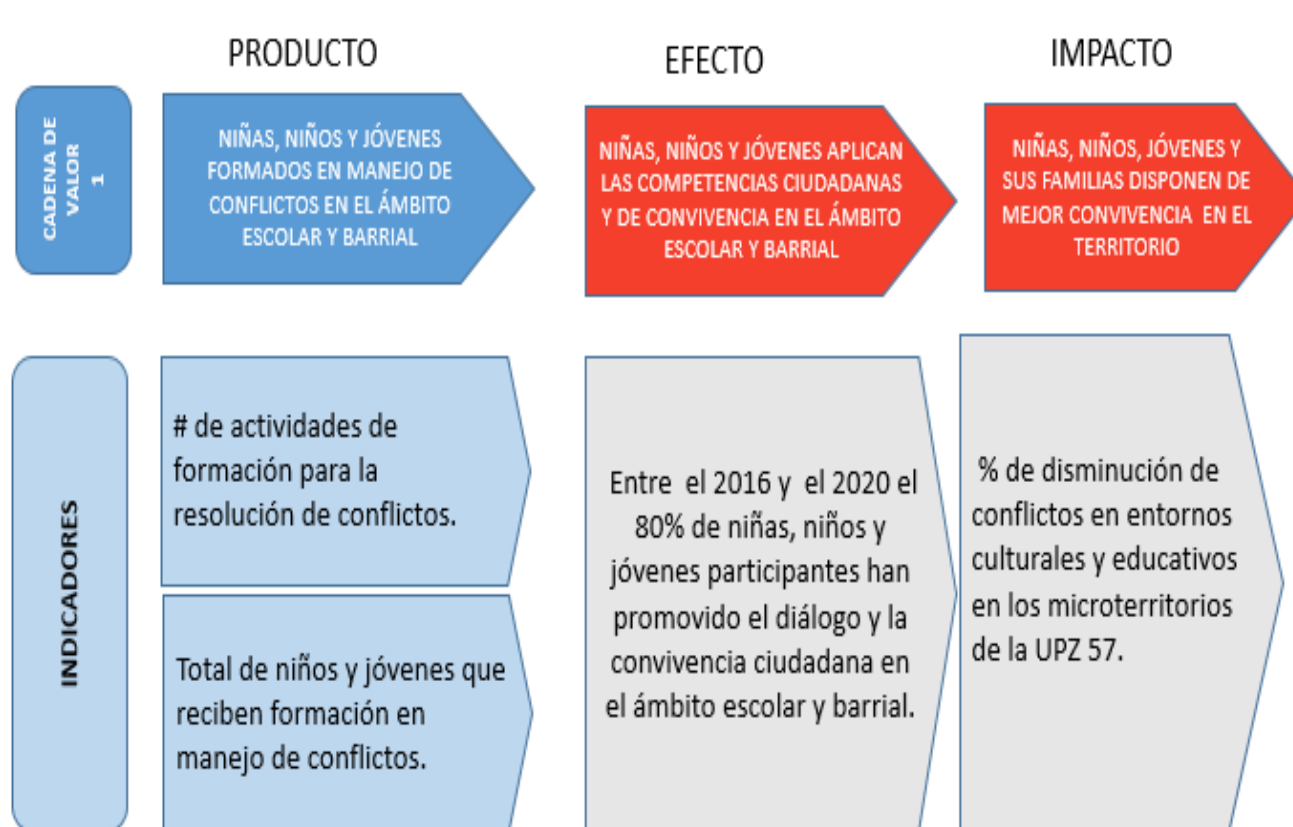 PRODUCTO
EFECTO
IMPACTO
CADENA DE
VALOR
1
NIÑAS, NIÑOS Y JÓVENES
FORMADOS EN MANEJO DE
CONFLICTOS EN EL ÁMBITO
ESCOLAR Y BARRIAL
NIÑAS, NIÑOS Y JÓVENES APLICAN
LAS COMPETENCIAS CIUDADANAS
Y DE CONVIVENCIA EN EL ÁMBITO
ESCOLAR Y BARRIAL
NIÑAS, NIÑOS, JÓVENES Y
SUS FAMILIAS DISPONEN DE
MEJOR CONVIVENCIA EN EL
TERRITORIO
INDICADORES
# de actividades de
formación para la
resolución de conflictos.
Total de niños y jóvenes que
reciben formación en
manejo de conflictos.
Entre el 2016 y el 2020 el
80% de niñas, niños y
jóvenes participantes han
promovido el diálogo y la
convivencia ciudadana en
el ámbito escolar y barrial.
% de disminución de
conflictos en entornos
culturales y educativos
en los microterritorios
de la UPZ 57.